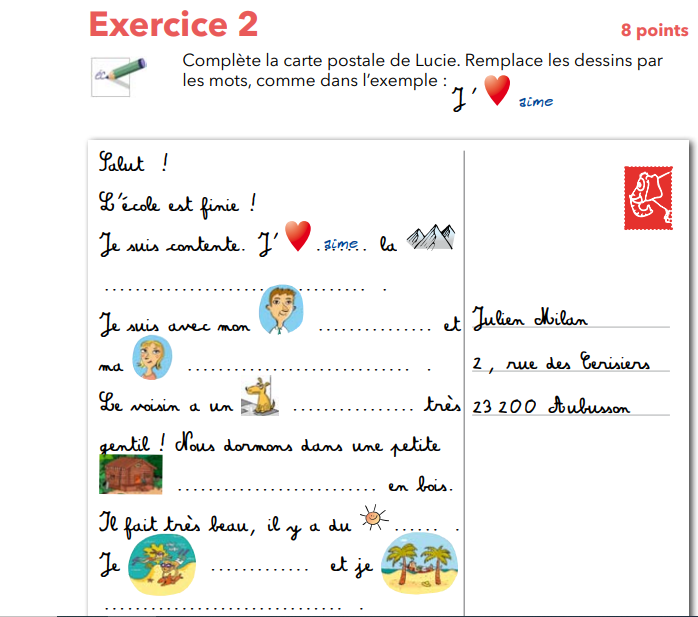 Exercice 2
8 points
Complète la carte postale de Lucie. Remplace les dessins par
les mots, comme dans l'exemple :
J' aime
Salut !
L'école est finie !
Je suis contente. J' ..aime.. la
................................ .
Je suis avec mon .............. et
ma ........................... .
Le voisin a un ............... très
gentil ! Nous dormons dans une petite
......................... en bois.
Il fait très beau, il y a du ...... .
Je ............ et je
............................. .
Julien Milan
2, rue des Cerisiers
23 200 Aubusson